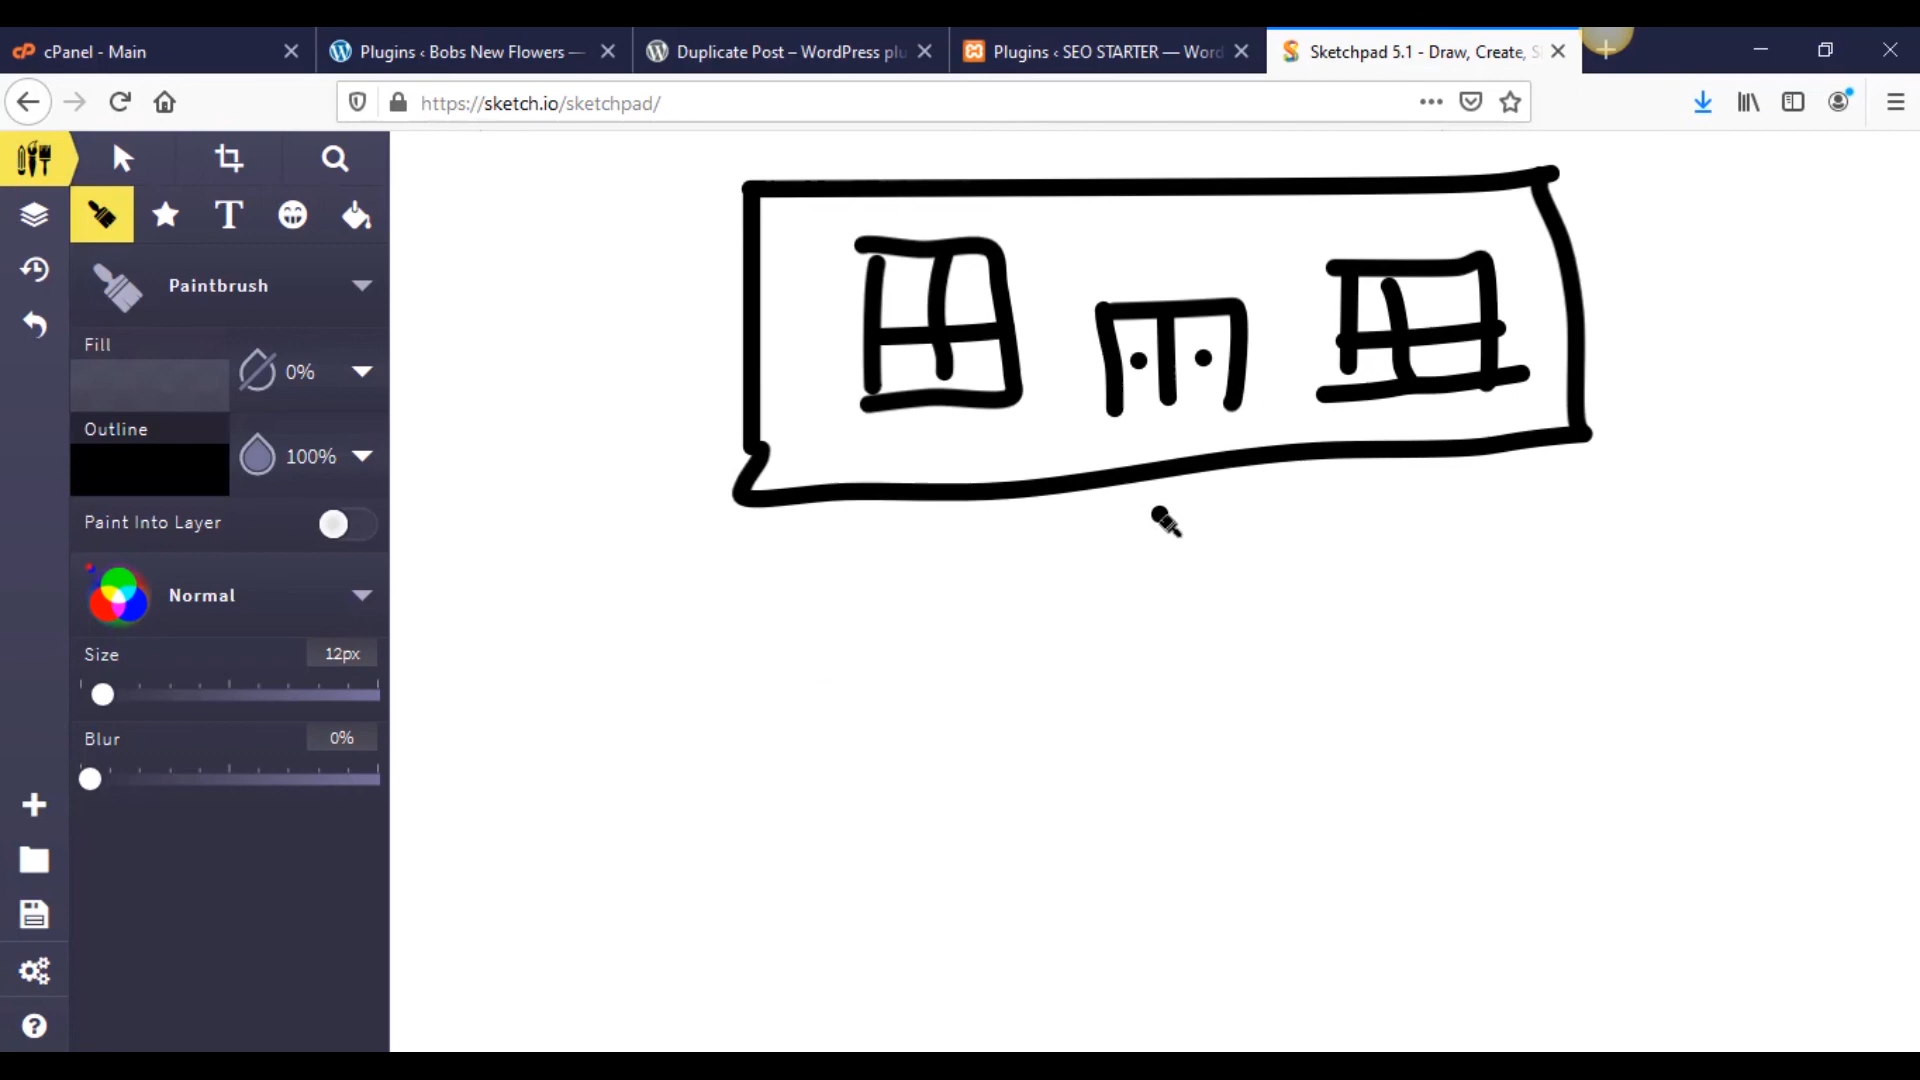 cPanel - Main
Plugins ‹ Bobs New Flowers —
Duplicate Post – WordPress plu
Plugins ‹ SEO STARTER — Word
Sketchpad 5.1 - Draw, Create, S
https://sketch.io/sketchpad/
T
Paintbrush
Fill
0%
Outline
100%
Paint Into Layer
Normal
Size
12px
Blur
0%